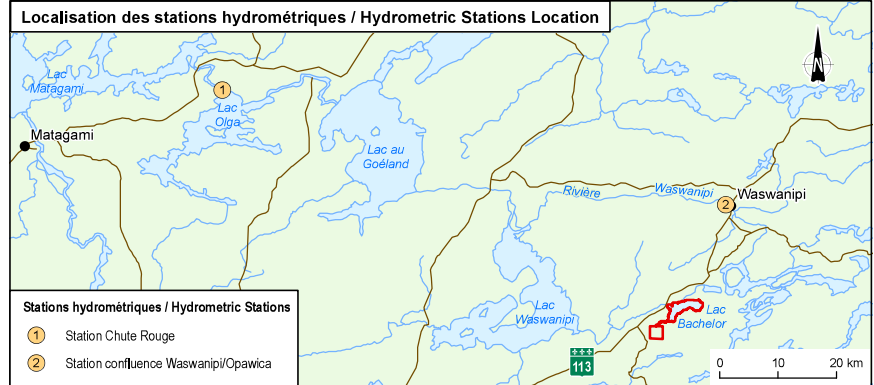 Localisation des stations hydrométriques / Hydrometric Stations Location
N
Lac
Matagami
1
Lac
Olga
Matagami
Lac au
Goéland
Rivière Waswanipi
Waswanipi
2
Lac
Waswanipi
Lac
Bachelor
113
Stations hydrométriques / Hydrometric Stations
1 Station Chute Rouge
2 Station confluence Waswanipi/Opawica
0 10 20 km